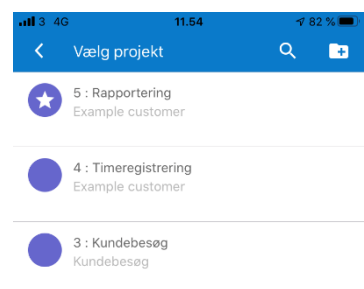 3 4G 11.54 82 %
Vælg projekt
5 : Rapportering
Example customer
4 : Timeregistrering
Example customer
3 : Kundebesøg
Kundebesøg